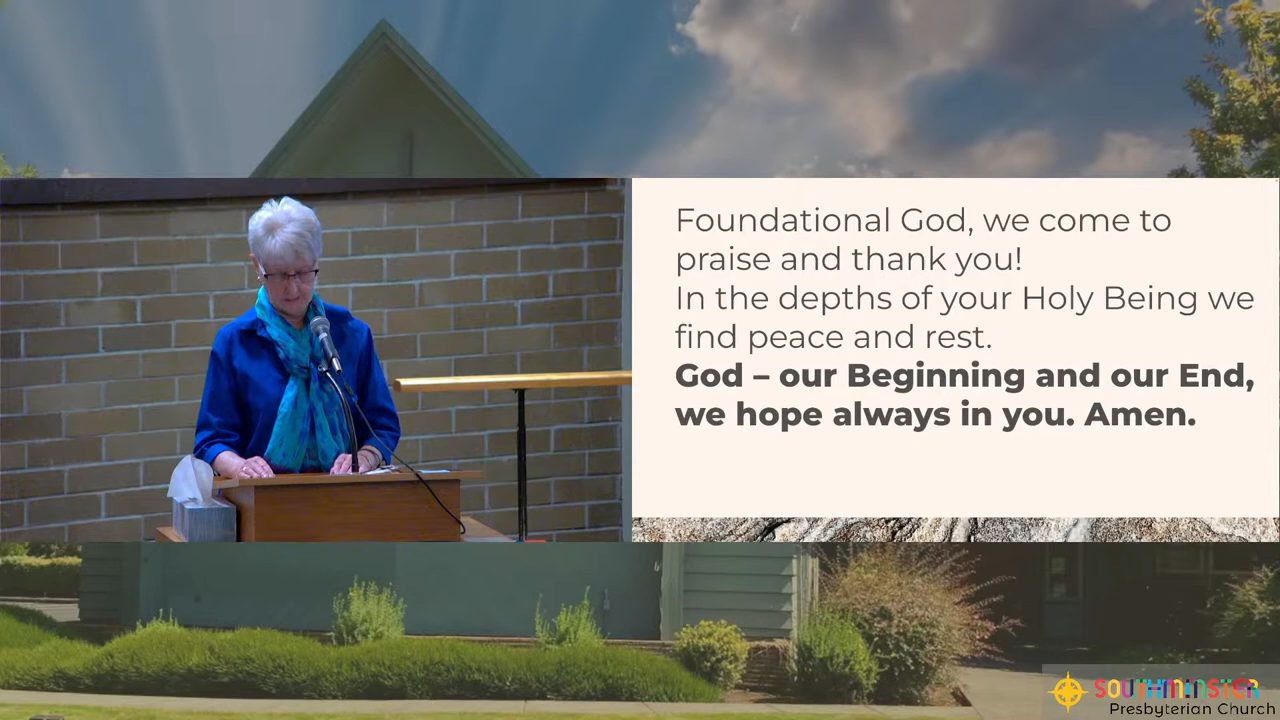 Foundational God, we come to
praise and thank you!
In the depths of your Holy Being we
find peace and rest.
God – our Beginning and our End,
we hope always in you. Amen.
SOUTHMINSTER
Presbyterian Church